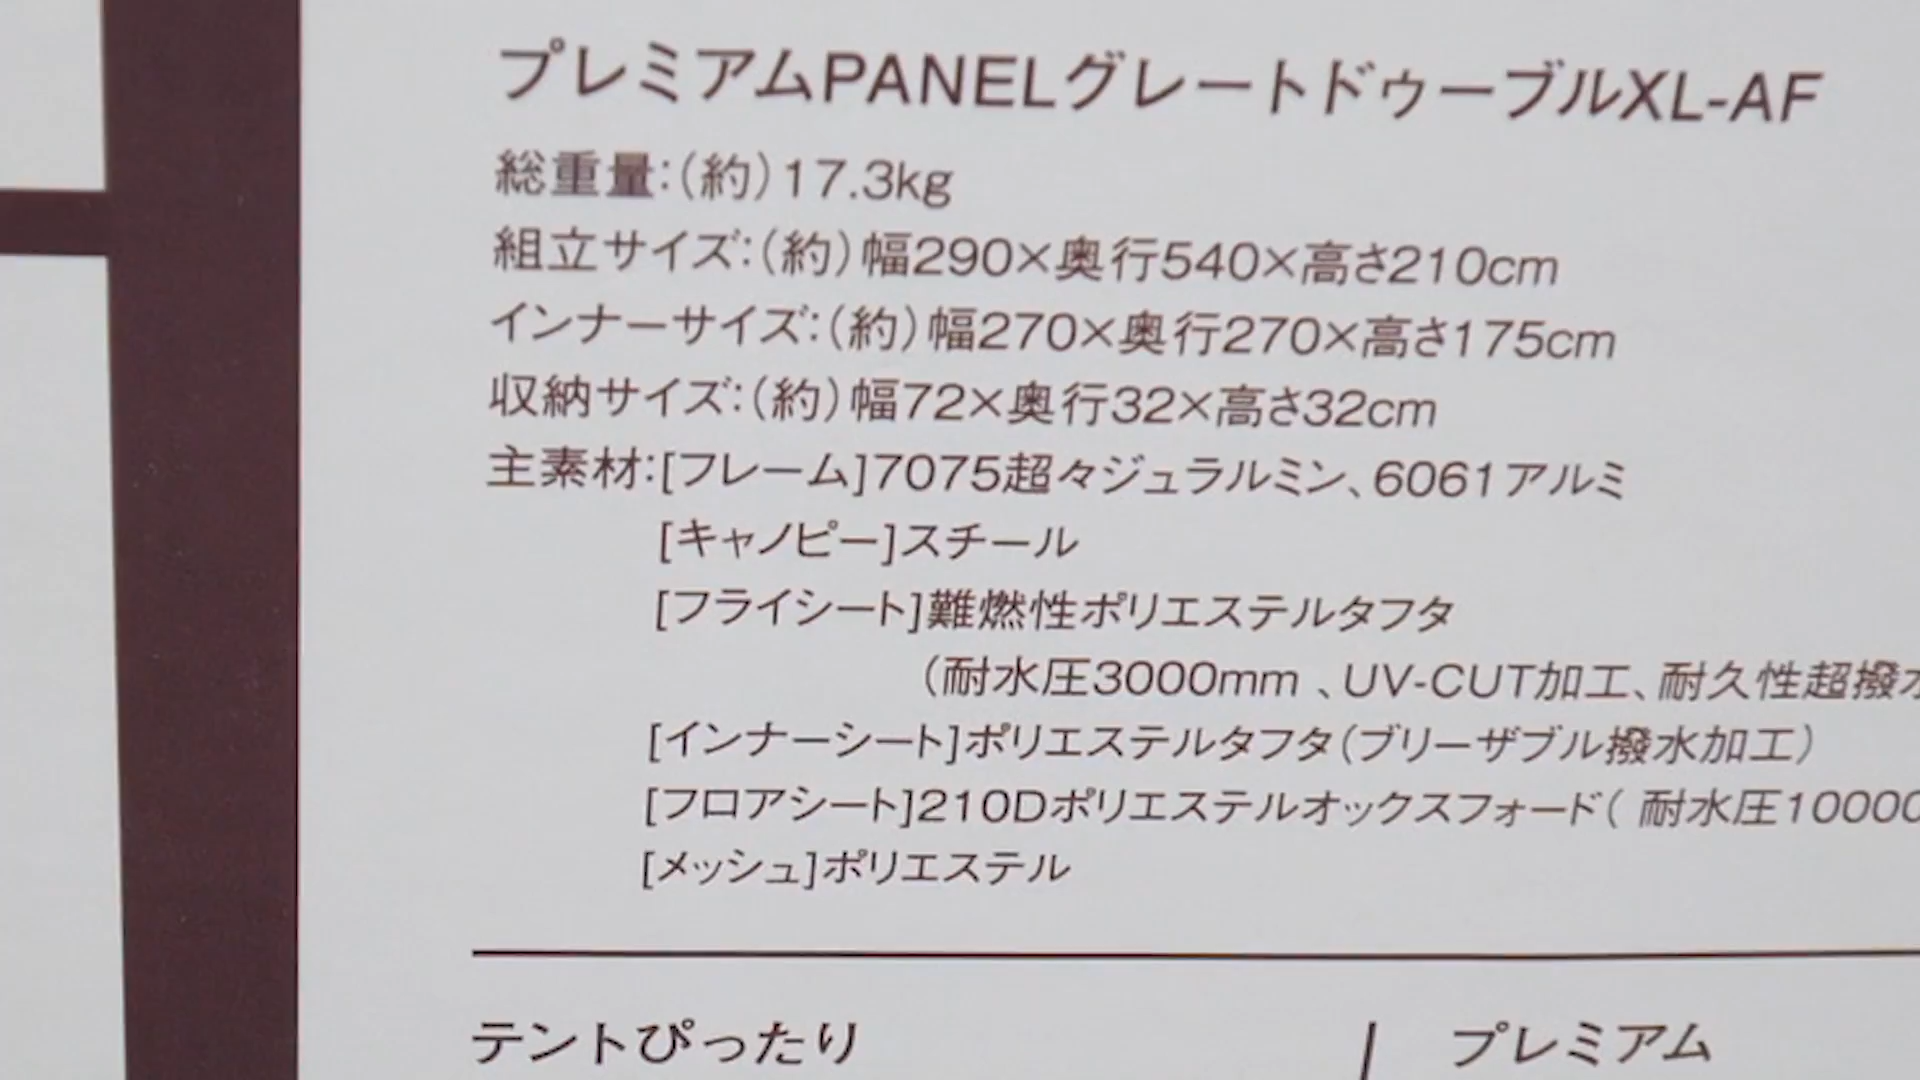 プレミアムPANELグレートドゥーブルXL-AF
総重量:(約)17.3kg
組立サイズ:(約)幅290×奥行540×高さ210cm
インナーサイズ:(約)幅270×奥行270×高さ175cm
収納サイズ:(約)幅72×奥行32×高さ32cm
主素材:[フレーム]7075超々ジュラルミン、6061アルミ
[キャノピー]スチール
[フライシート]難燃性ポリエステルタフタ
(耐水圧3000mm、UV-CUT加工、耐久性超撥水
[インナーシート]ポリエステルタフタ(ブリーザブル撥水加工)
[フロアシート]210Dポリエステルオックスフォード(耐水圧10000
[メッシュ]ポリエステル
テントぴったり
プレミアム